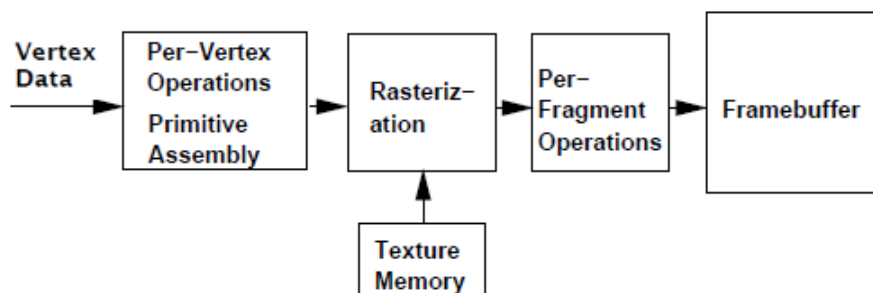 Vertex
Data
Per-Vertex
Operations
Primitive
Assembly
Rasteriz-
ation
Per-
Fragment
Operations
Framebuffer
Texture
Memory